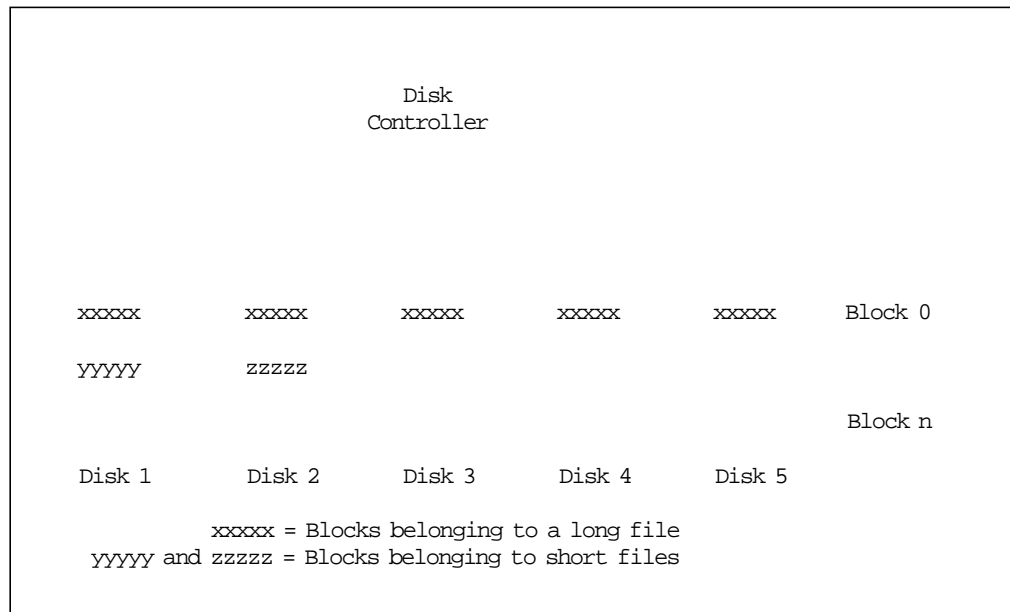 Disk
Controller
xxxxx xxxxx xxxxx xxxxx xxxxx Block 0
yyyyy zzzzz
Block n
Disk 1 Disk 2 Disk 3 Disk 4 Disk 5
xxxxx = Blocks belonging to a long file
yyyyy and zzzzz = Blocks belonging to short files